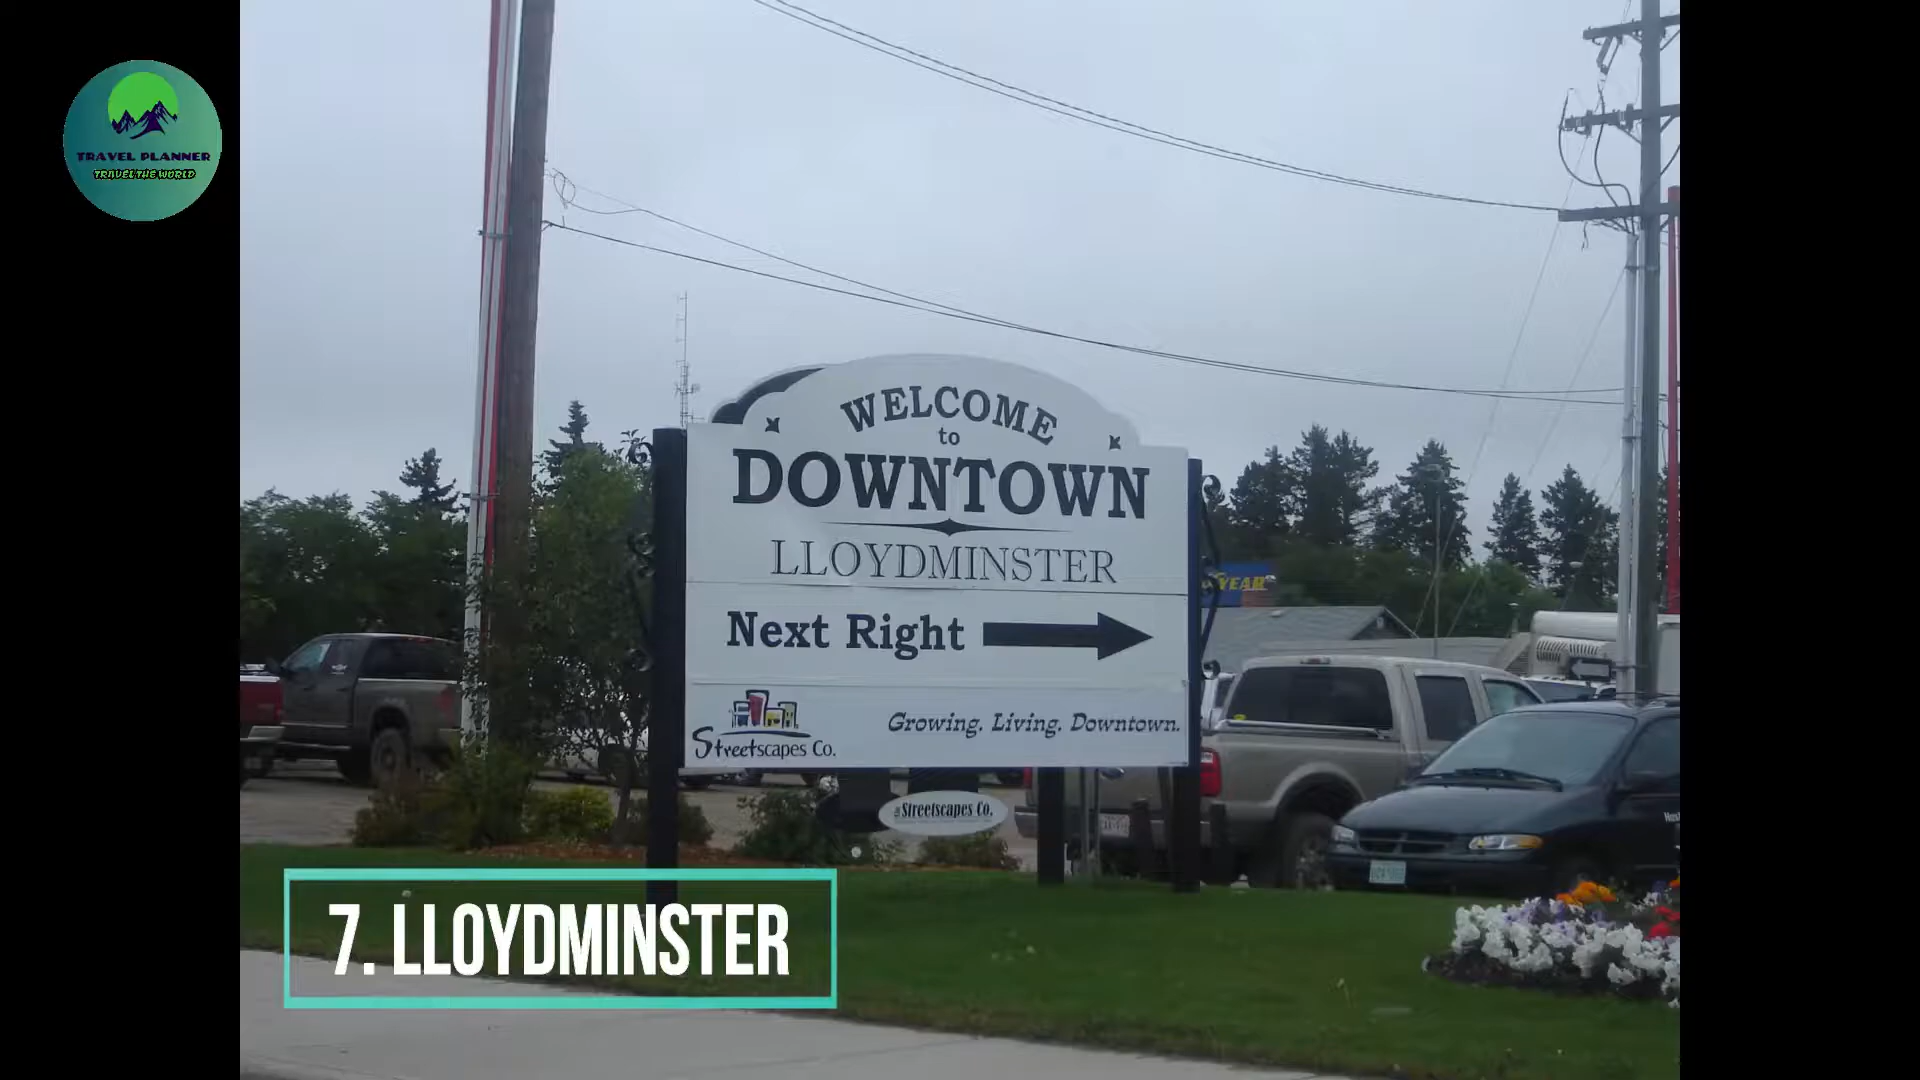 TRAVEL PLANNER
TRAVEL THE WORLD
WELCOME
to
DOWNTOWN
LLOYDMINSTER
Next Right
Streetscapes Co.
Growing. Living. Downtown.
Streetscapes Co.
7. LLOYDMINSTER